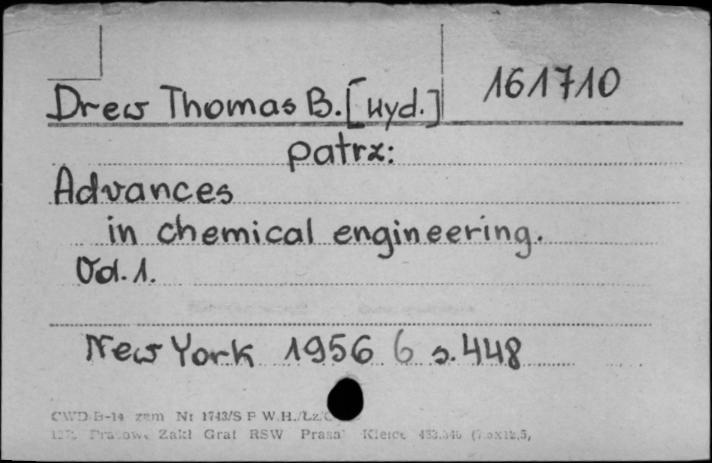 161710
Drew Thomas B. [wyd.]
patrz:
Advances
in chemical engineering.
Vol. 1.
New York 1956 6 s. 448
CWD B-14 zam Nr 1743/S P W.H.
Zakł Graf RSW Prasa Kielce